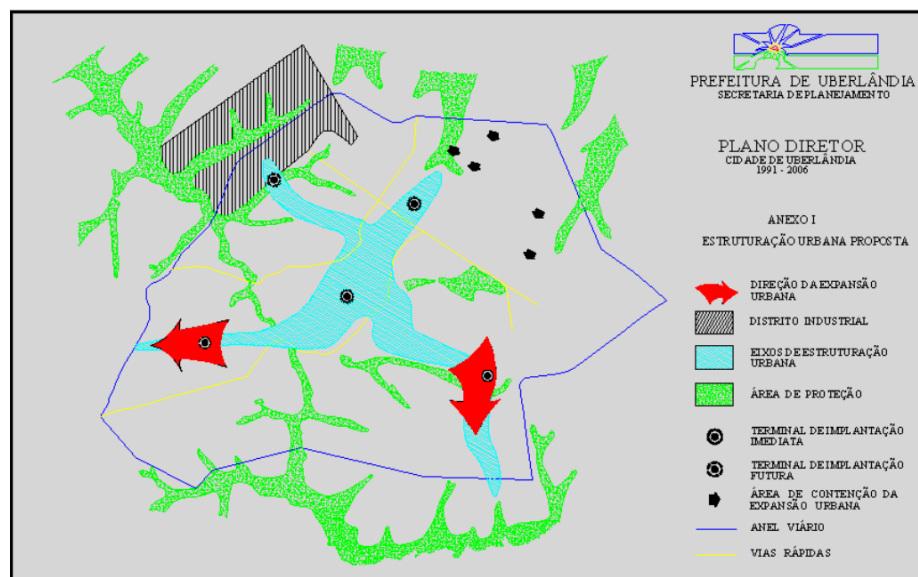 PREFEITURA DE UBERLÂNDIA
SECRETARIA DE PLANEJAMENTO
PLANO DIRETOR
CIDADE DE UBERLÂNDIA
1991 - 2006
ANEXO I
ESTRUTURAÇÃO URBANA PROPOSTA
DIREÇÃO DA EXPANSÃO
URBANA
DISTRITO INDUSTRIAL
EIXOS DE ESTRUTURAÇÃO
URBANA
ÁREA DE PROTEÇÃO
TERMINAL DE IMPLANTAÇÃO
IMEDIATA
TERMINAL DE IMPLANTAÇÃO
FUTURA
ÁREA DE CONTENÇÃO DA
EXPANSÃO URBANA
ANEL VIÁRIO
VIAS RÁPIDAS